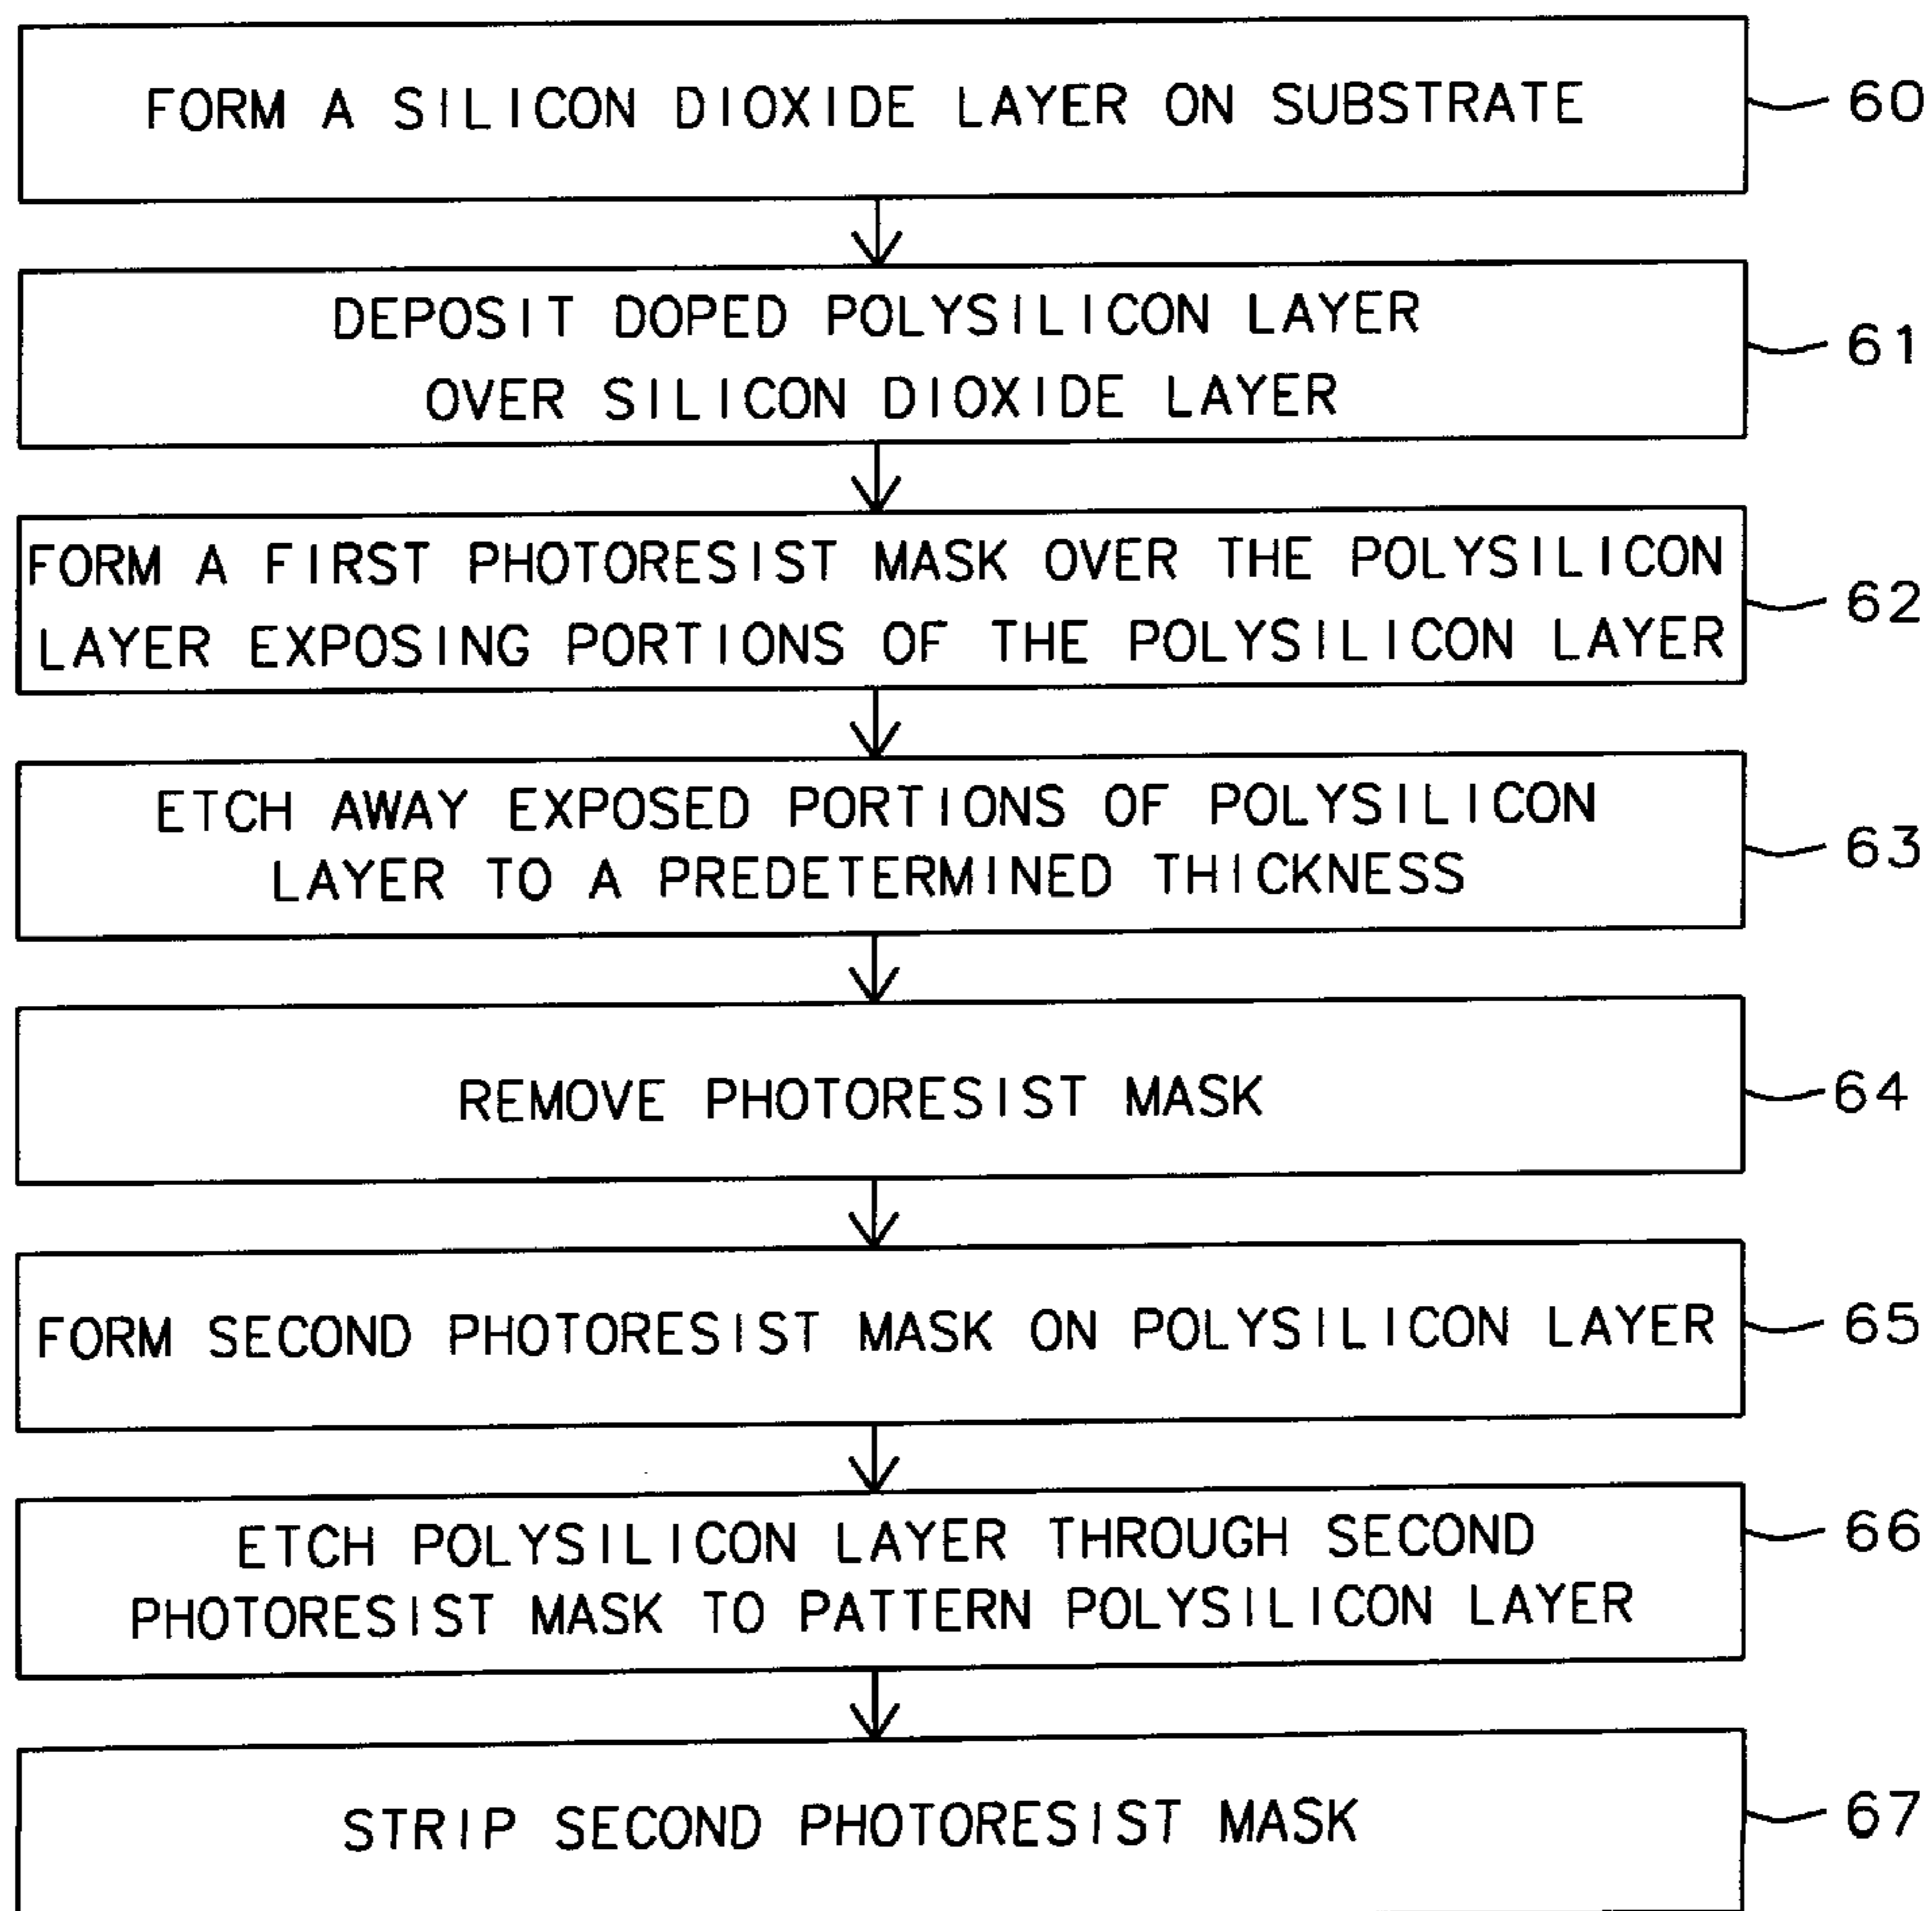 FORM A SILICON DIOXIDE LAYER ON SUBSTRATE
60
DEPOSIT DOPED POLYSILICON LAYER
OVER SILICON DIOXIDE LAYER
61
FORM A FIRST PHOTORESIST MASK OVER THE POLYSILICON
LAYER EXPOSING PORTIONS OF THE POLYSILICON LAYER
62
ETCH AWAY EXPOSED PORTIONS OF POLYSILICON
LAYER TO A PREDETERMINED THICKNESS
63
REMOVE PHOTORESIST MASK
64
FORM SECOND PHOTORESIST MASK ON POLYSILICON LAYER
65
ETCH POLYSILICON LAYER THROUGH SECOND
PHOTORESIST MASK TO PATTERN POLYSILICON LAYER
66
STRIP SECOND PHOTORESIST MASK
67